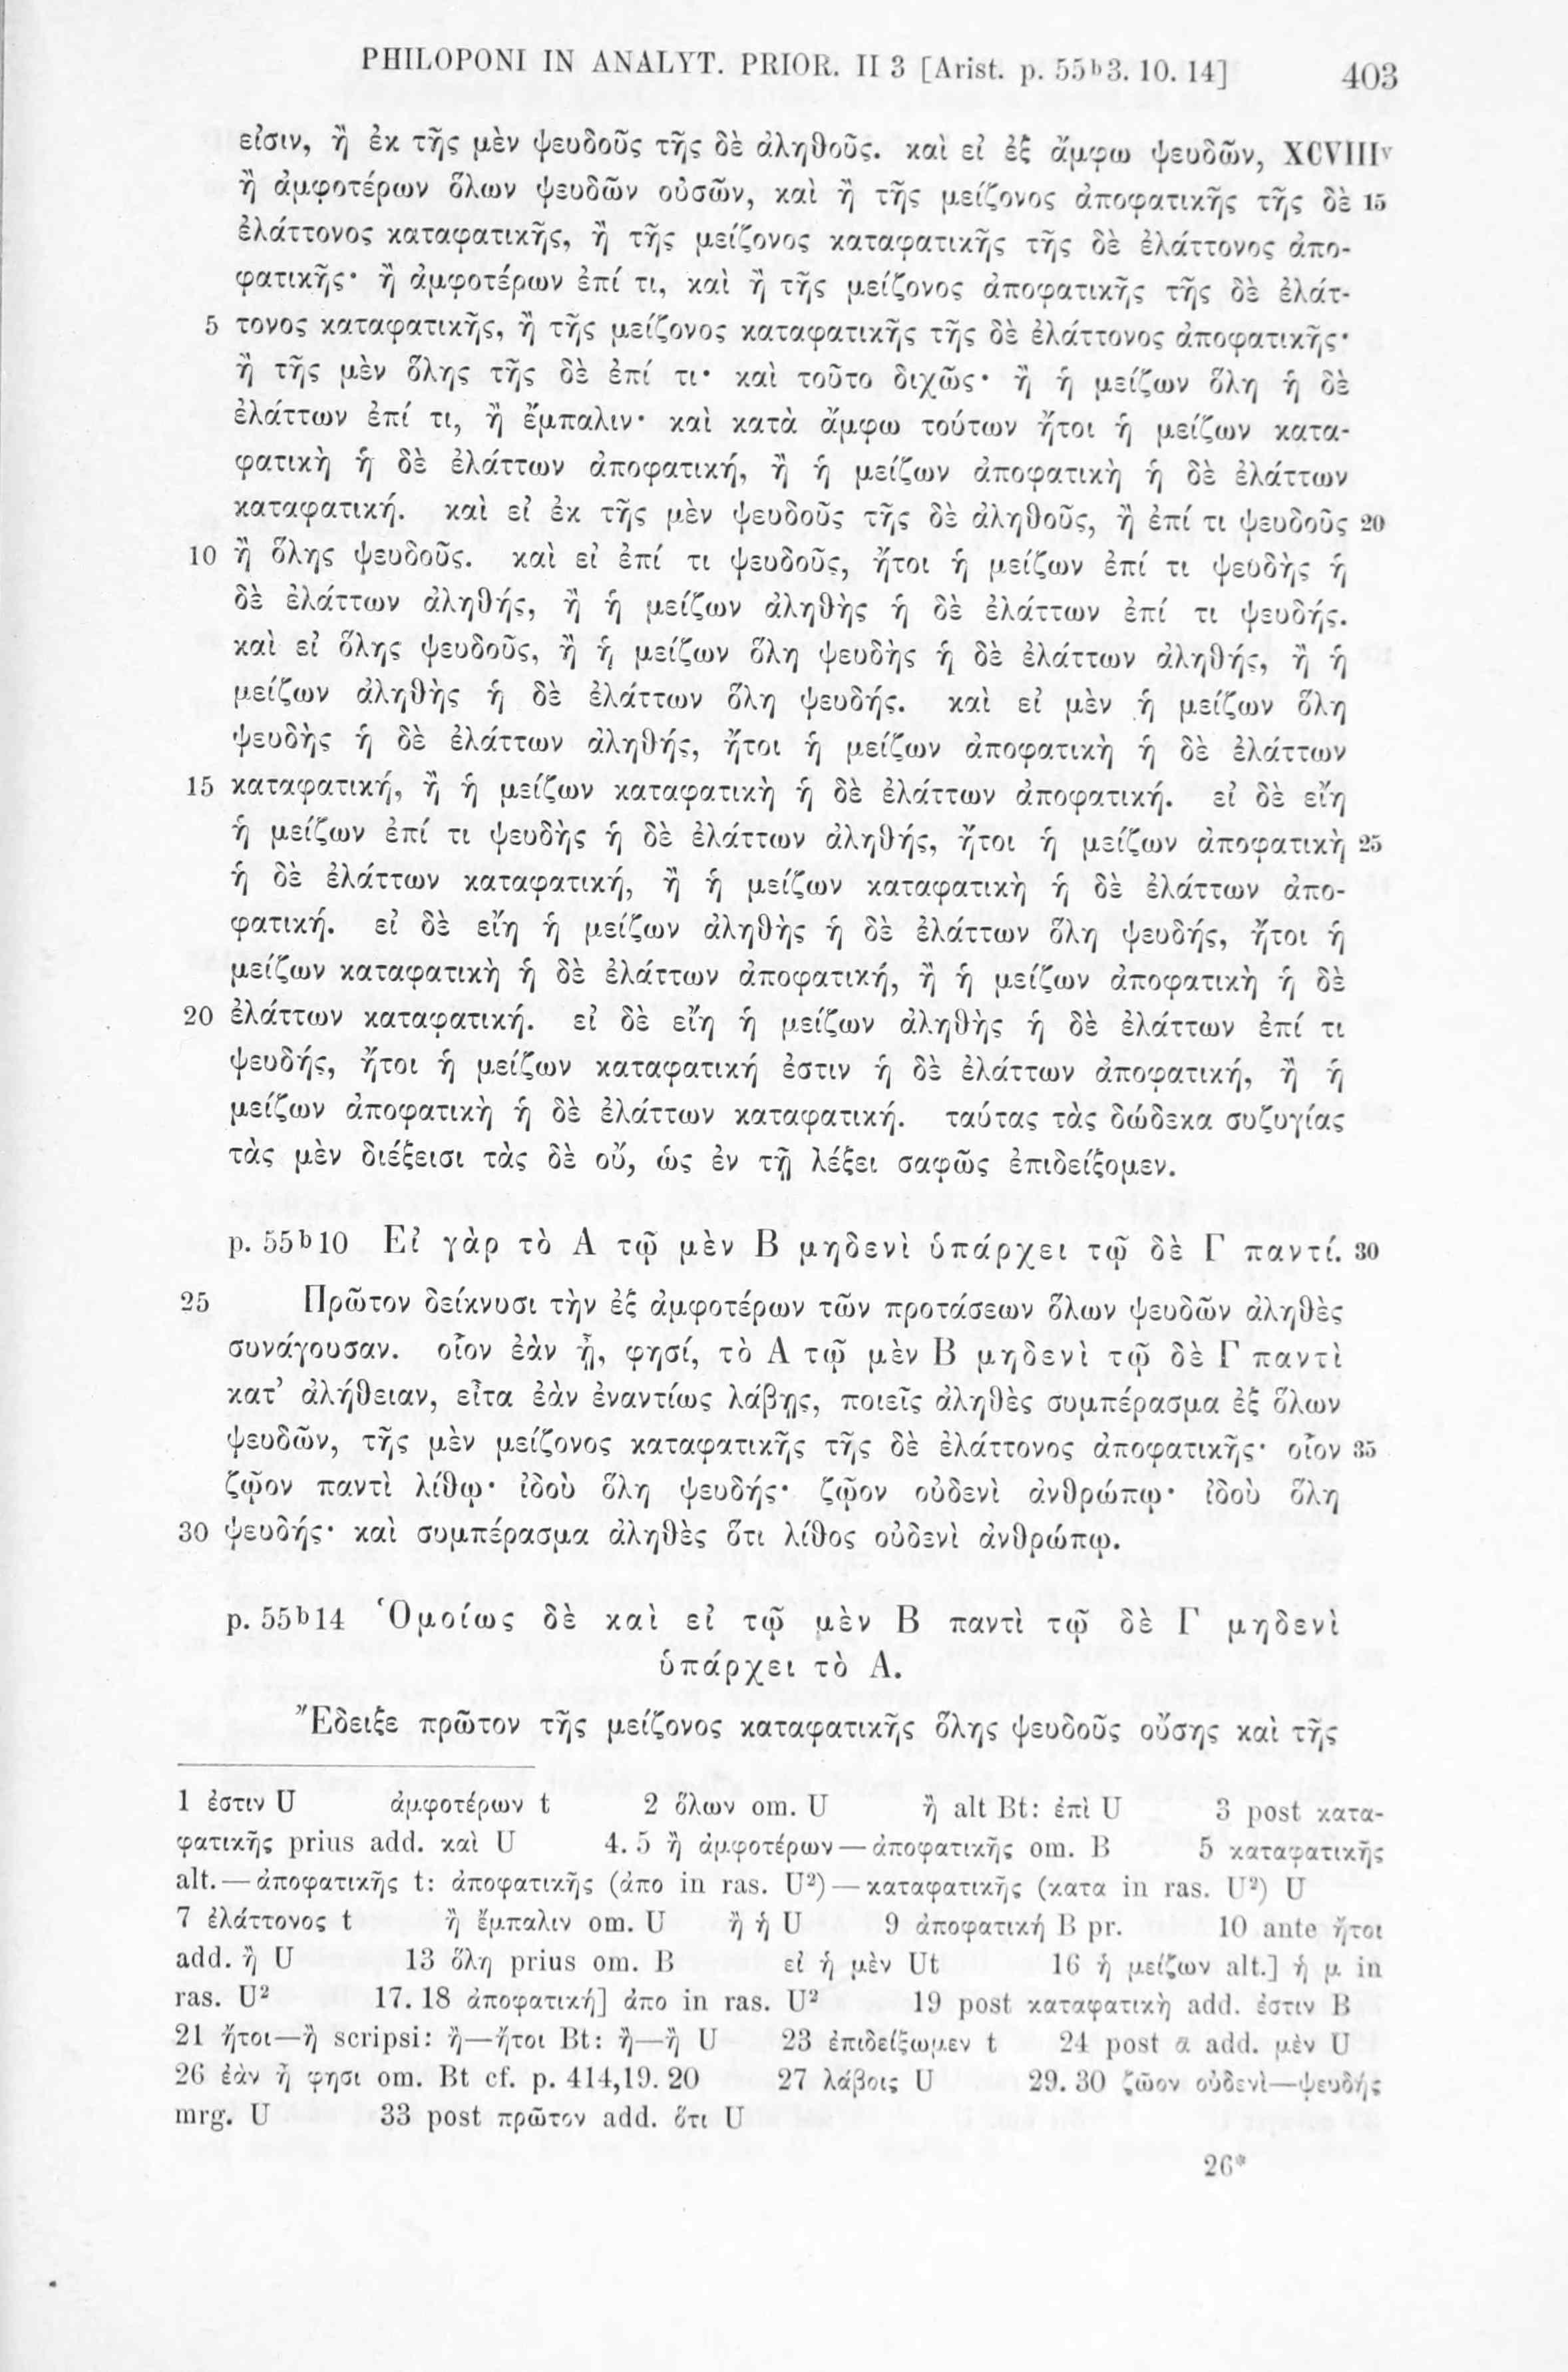 PHILOPONI IN ANALYT. PRIOR. II 3 [Arist. p. 55ᵇ3. 10. 14] 403
εἰσιν, ἢ ἐκ τῆς μὲν ψευδοῦς τῆς δὲ ἀληθοῦς. καὶ εἰ ἐξ ἄμφω ψευδῶν, XCVIIIᵛ
ἢ ἀμφοτέρων ὅλων ψευδῶν οὐσῶν, καὶ ἢ τῆς μείζονος ἀποφατικῆς τῆς δὲ 15
ἐλάττονος καταφατικῆς, ἢ τῆς μείζονος καταφατικῆς τῆς δὲ ἐλάττονος ἀπο-
φατικῆς· ἢ ἀμφοτέρων ἐπί τι, καὶ ἢ τῆς μείζονος ἀποφατικῆς τῆς δὲ ἐλάτ-
5 τονος καταφατικῆς, ἢ τῆς μείζονος καταφατικῆς τῆς δὲ ἐλάττονος ἀποφατικῆς·
ἢ τῆς μὲν ὅλης τῆς δὲ ἐπί τι· καὶ τοῦτο διχῶς· ἢ ἡ μείζων ὅλη ἡ δὲ
ἐλάττων ἐπί τι, ἢ ἔμπαλιν· καὶ κατὰ ἄμφω τούτων ἤτοι ἡ μείζων κατα-
φατικὴ ἡ δὲ ἐλάττων ἀποφατική, ἢ ἡ μείζων ἀποφατικὴ ἡ δὲ ἐλάττων
καταφατική. καὶ εἰ ἐκ τῆς μὲν ψευδοῦς τῆς δὲ ἀληθοῦς, ἢ ἐπί τι ψευδοῦς 20
10 ἢ ὅλης ψευδοῦς. καὶ εἰ ἐπί τι ψευδοῦς, ἤτοι ἡ μείζων ἐπί τι ψευδὴς ἡ
δὲ ἐλάττων ἀληθής, ἢ ἡ μείζων ἀληθὴς ἡ δὲ ἐλάττων ἐπί τι ψευδής.
καὶ εἰ ὅλης ψευδοῦς, ἢ ἡ μείζων ὅλη ψευδὴς ἡ δὲ ἐλάττων ἀληθής, ἢ ἡ
μείζων ἀληθὴς ἡ δὲ ἐλάττων ὅλη ψευδής. καὶ εἰ μὲν ἡ μείζων ὅλη
ψευδὴς ἡ δὲ ἐλάττων ἀληθής, ἤτοι ἡ μείζων ἀποφατικὴ ἡ δὲ ἐλάττων
15 καταφατική, ἢ ἡ μείζων καταφατικὴ ἡ δὲ ἐλάττων ἀποφατική. εἰ δὲ εἴη
ἡ μείζων ἐπί τι ψευδὴς ἡ δὲ ἐλάττων ἀληθής, ἤτοι ἡ μείζων ἀποφατικὴ 25
ἡ δὲ ἐλάττων καταφατική, ἢ ἡ μείζων καταφατικὴ ἡ δὲ ἐλάττων ἀπο-
φατική. εἰ δὲ εἴη ἡ μείζων ἀληθὴς ἡ δὲ ἐλάττων ὅλη ψευδής, ἤτοι ἡ
μείζων καταφατικὴ ἡ δὲ ἐλάττων ἀποφατική, ἢ ἡ μείζων ἀποφατικὴ ἡ δὲ
20 ἐλάττων καταφατική. εἰ δὲ εἴη ἡ μείζων ἀληθὴς ἡ δὲ ἐλάττων ἐπί τι
ψευδής, ἤτοι ἡ μείζων καταφατική ἐστιν ἡ δὲ ἐλάττων ἀποφατική, ἢ ἡ
μείζων ἀποφατικὴ ἡ δὲ ἐλάττων καταφατική. ταύτας τὰς δώδεκα συζυγίας
τὰς μὲν διέξεισι τὰς δὲ οὔ, ὡς ἐν τῇ λέξει σαφῶς ἐπιδείξομεν.
p. 55ᵇ10 Εἰ γὰρ τὸ Α τῷ μὲν Β μηδενὶ ὑπάρχει τῷ δὲ Γ παντί. 30
25 Πρῶτον δείκνυσι τὴν ἐξ ἀμφοτέρων τῶν προτάσεων ὅλων ψευδῶν ἀληθὲς
συνάγουσαν. οἷον ἐὰν ᾖ, φησί, τὸ Α τῷ μὲν Β μηδενὶ τῷ δὲ Γ παντὶ
κατ' ἀλήθειαν, εἶτα ἐὰν ἐναντίως λάβῃς, ποιεῖς ἀληθὲς συμπέρασμα ἐξ ὅλων
ψευδῶν, τῆς μὲν μείζονος καταφατικῆς τῆς δὲ ἐλάττονος ἀποφατικῆς· οἷον 35
ζῷον παντὶ λίθῳ· ἰδοὺ ὅλη ψευδής· ζῷον οὐδενὶ ἀνθρώπῳ· ἰδοὺ ὅλη
30 ψευδής· καὶ συμπέρασμα ἀληθὲς ὅτι λίθος οὐδενὶ ἀνθρώπῳ.
p. 55ᵇ14 Ὁμοίως δὲ καὶ εἰ τῷ μὲν Β παντὶ τῷ δὲ Γ μηδενὶ
ὑπάρχει τὸ Α.
Ἔδειξε πρῶτον τῆς μείζονος καταφατικῆς ὅλης ψευδοῦς οὔσης καὶ τῆς
1 ἐστιν U ἀμφοτέρων t 2 ὅλων om. U ἢ alt Bt: ἐπὶ U 3 post κατα-
φατικῆς prius add. καὶ U 4. 5 ἢ ἀμφοτέρων—ἀποφατικῆς om. B 5 καταφατικῆς
alt.—ἀποφατικῆς t: ἀποφατικῆς (ἀπο in ras. U²)—καταφατικῆς (κατα in ras. U²) U
7 ἐλάττονος t ἢ ἔμπαλιν om. U ἢ ἡ U 9 ἀποφατική B pr. 10 ante ἤτοι
add. ἢ U 13 ὅλη prius om. B εἰ ἡ μὲν Ut 16 ἡ μείζων alt.] ἡ μ in
ras. U² 17. 18 ἀποφατική] ἀπο in ras. U² 19 post καταφατικὴ add. ἐστιν B
21 ἤτοι—ἢ scripsi: ἢ—ἤτοι Bt: ἢ—ἢ U 23 ἐπιδείξωμεν t 24 post α add. μὲν U
26 ἐὰν ἦ φησι om. Bt cf. p. 414,19. 20 27 λάβοις U 29. 30 ζῶον οὐδενὶ—ψευδής
mrg. U 33 post πρῶτον add. ὅτι U
26*